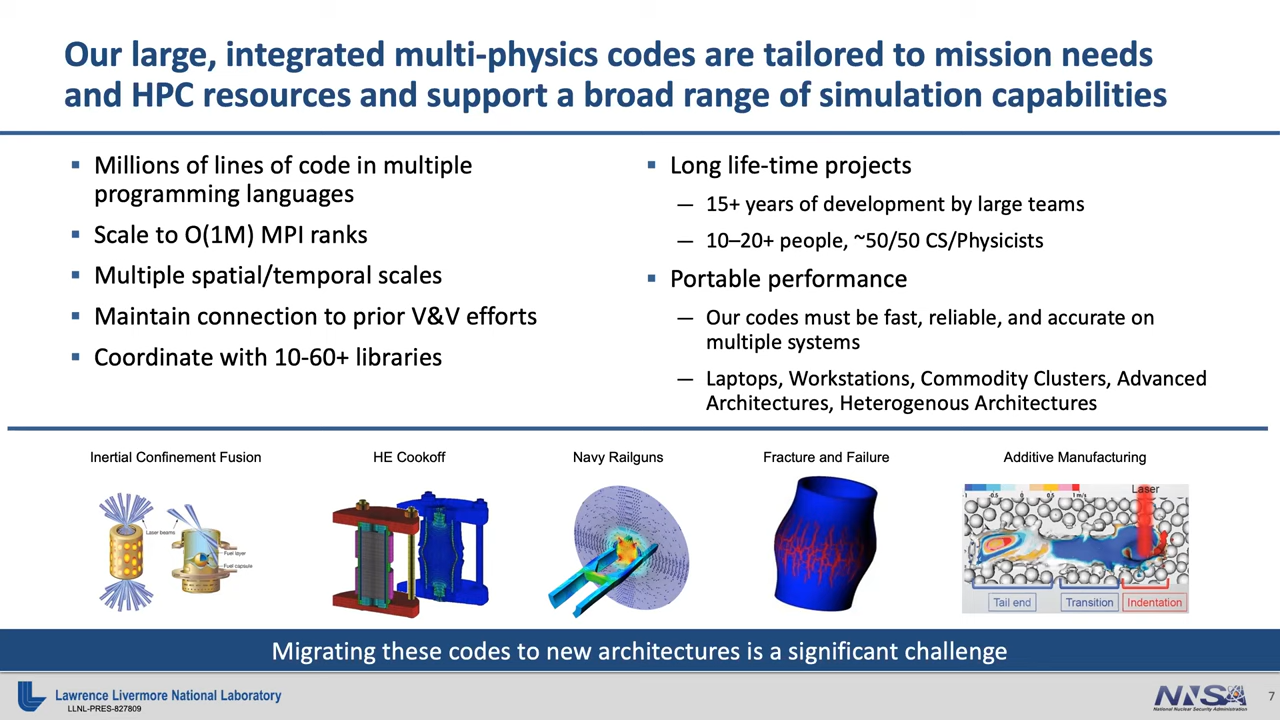 Our large, integrated multi-physics codes are tailored to mission needs
and HPC resources and support a broad range of simulation capabilities
▪ Millions of lines of code in multiple
programming languages
▪ Scale to O(1M) MPI ranks
▪ Multiple spatial/temporal scales
▪ Maintain connection to prior V&V efforts
▪ Coordinate with 10-60+ libraries
▪ Long life-time projects
— 15+ years of development by large teams
— 10–20+ people, ~50/50 CS/Physicists
▪ Portable performance
— Our codes must be fast, reliable, and accurate on
multiple systems
— Laptops, Workstations, Commodity Clusters, Advanced
Architectures, Heterogenous Architectures
Inertial Confinement Fusion
Laser beams
Fuel layer
Fuel capsule
HE Cookoff
Navy Railguns
Fracture and Failure
Additive Manufacturing
-1 -0.5 0 0.5 1 m/s
Laser
Tail end
Transition
Indentation
Migrating these codes to new architectures is a significant challenge
Lawrence Livermore National Laboratory
LLNL-PRES-827809
NNSA
National Nuclear Security Administration
7